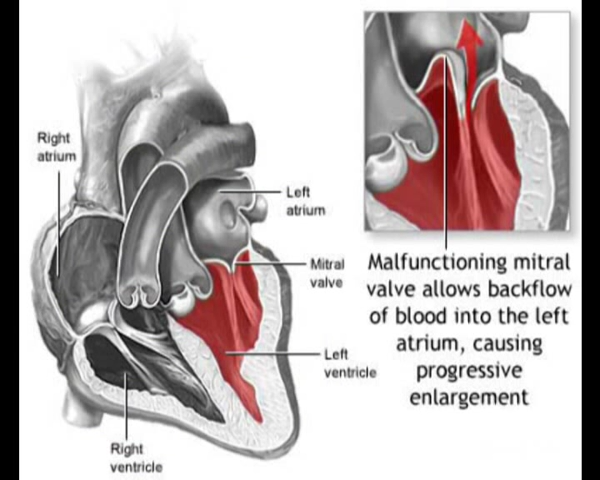 Right
atrium
Left
atrium
Mitral
valve
Left
ventricle
Right
ventricle
Malfunctioning mitral
valve allows backflow
of blood into the left
atrium, causing
progressive
enlargement